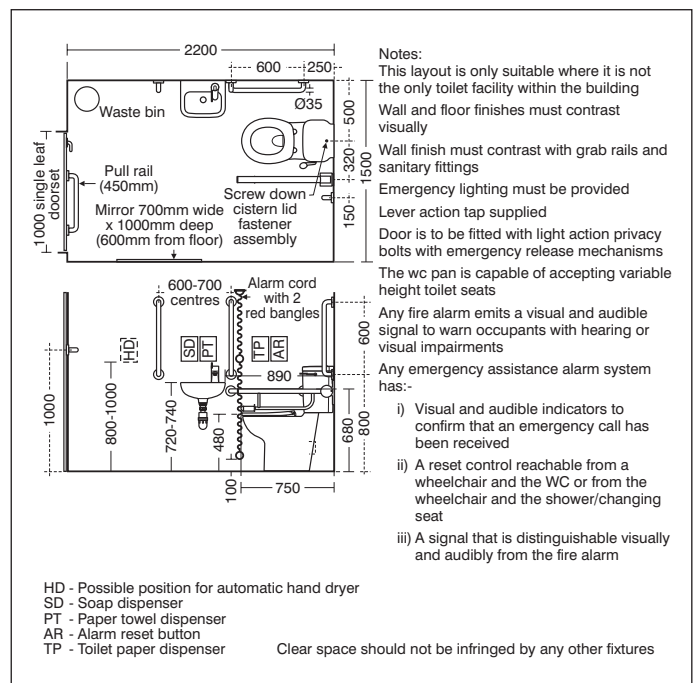 2200
600
250
Ø35
Waste bin
500
320
1500
150
1000 single leaf
doorset
Pull rail
(450mm)
Mirror 700mm wide
x 1000mm deep
(600mm from floor)
Screw down
cistern lid
fastener
assembly
600-700
centres
Alarm cord
with 2
red bangles
HD
SD
PT
TP
AR
890
600
1000
800-1000
720-740
480
680
800
100
750
Notes:
This layout is only suitable where it is not
the only toilet facility within the building
Wall and floor finishes must contrast
visually
Wall finish must contrast with grab rails and
sanitary fittings
Emergency lighting must be provided
Lever action tap supplied
Door is to be fitted with light action privacy
bolts with emergency release mechanisms
The wc pan is capable of accepting variable
height toilet seats
Any fire alarm emits a visual and audible
signal to warn occupants with hearing or
visual impairments
Any emergency assistance alarm system
has:-
i) Visual and audible indicators to
confirm that an emergency call has
been received
ii) A reset control reachable from a
wheelchair and the WC or from the
wheelchair and the shower/changing
seat
iii) A signal that is distinguishable visually
and audibly from the fire alarm
HD - Possible position for automatic hand dryer
SD - Soap dispenser
PT - Paper towel dispenser
AR - Alarm reset button
TP - Toilet paper dispenser
Clear space should not be infringed by any other fixtures